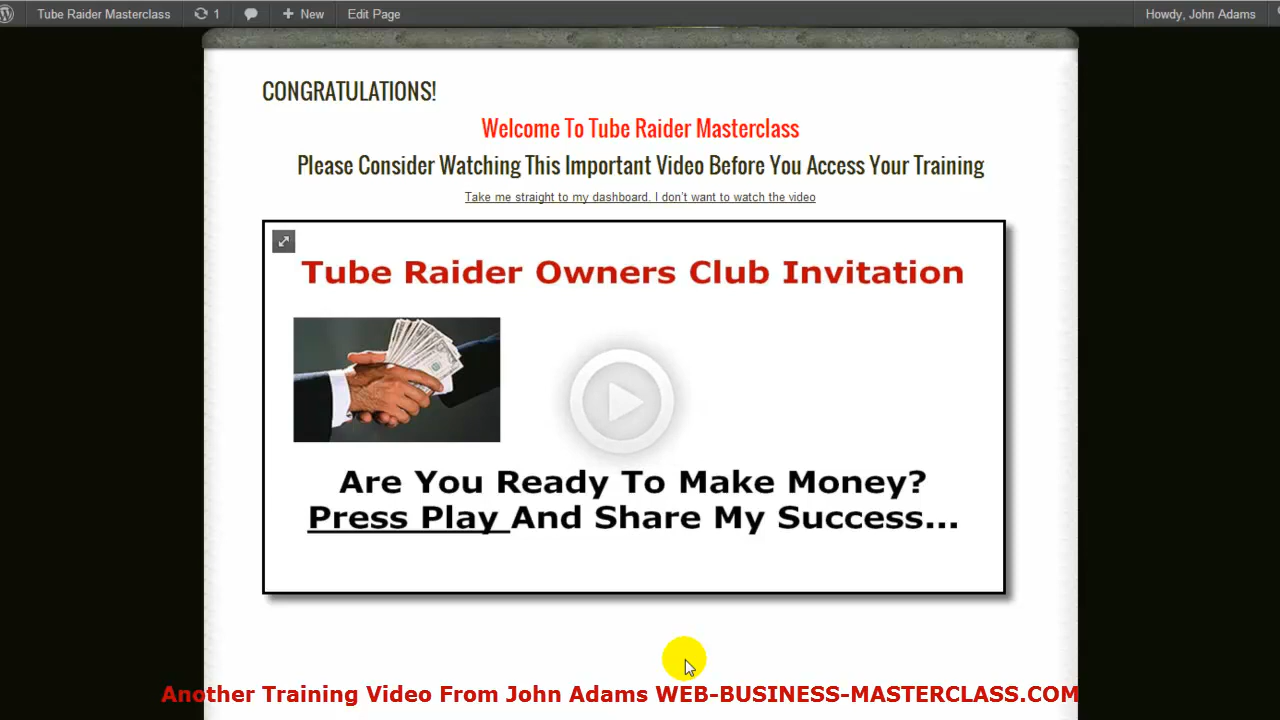 Tube Raider Masterclass 1 New Edit Page Howdy, John Adams
CONGRATULATIONS!
Welcome To Tube Raider Masterclass
Please Consider Watching This Important Video Before You Access Your Training
Take me straight to my dashboard. I don't want to watch the video
Tube Raider Owners Club Invitation
Are You Ready To Make Money?
Press Play And Share My Success...
Another Training Video From John Adams WEB-BUSINESS-MASTERCLASS.COM